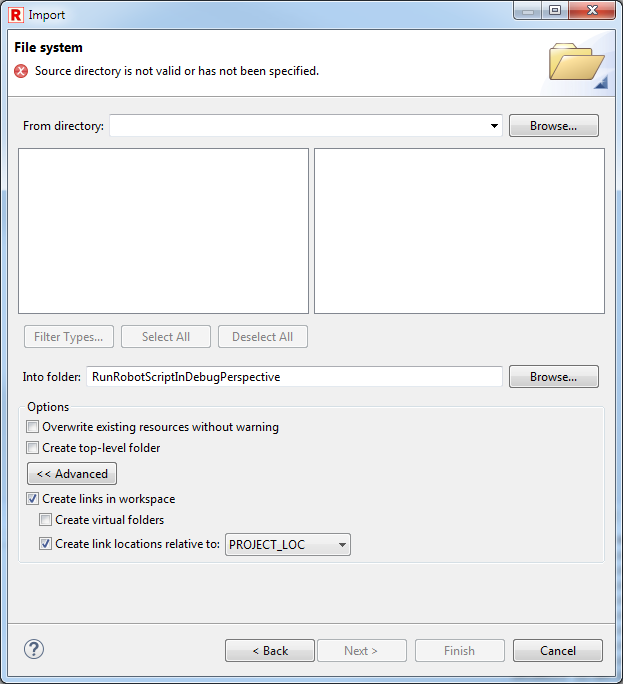 R Import
File system
Source directory is not valid or has not been specified.
From directory:
Browse...
Filter Types...
Select All
Deselect All
Into folder:
RunRobotScriptInDebugPerspective
Browse...
Options
Overwrite existing resources without warning
Create top-level folder
<< Advanced
Create links in workspace
Create virtual folders
Create link locations relative to:
PROJECT_LOC
?
< Back
Next >
Finish
Cancel